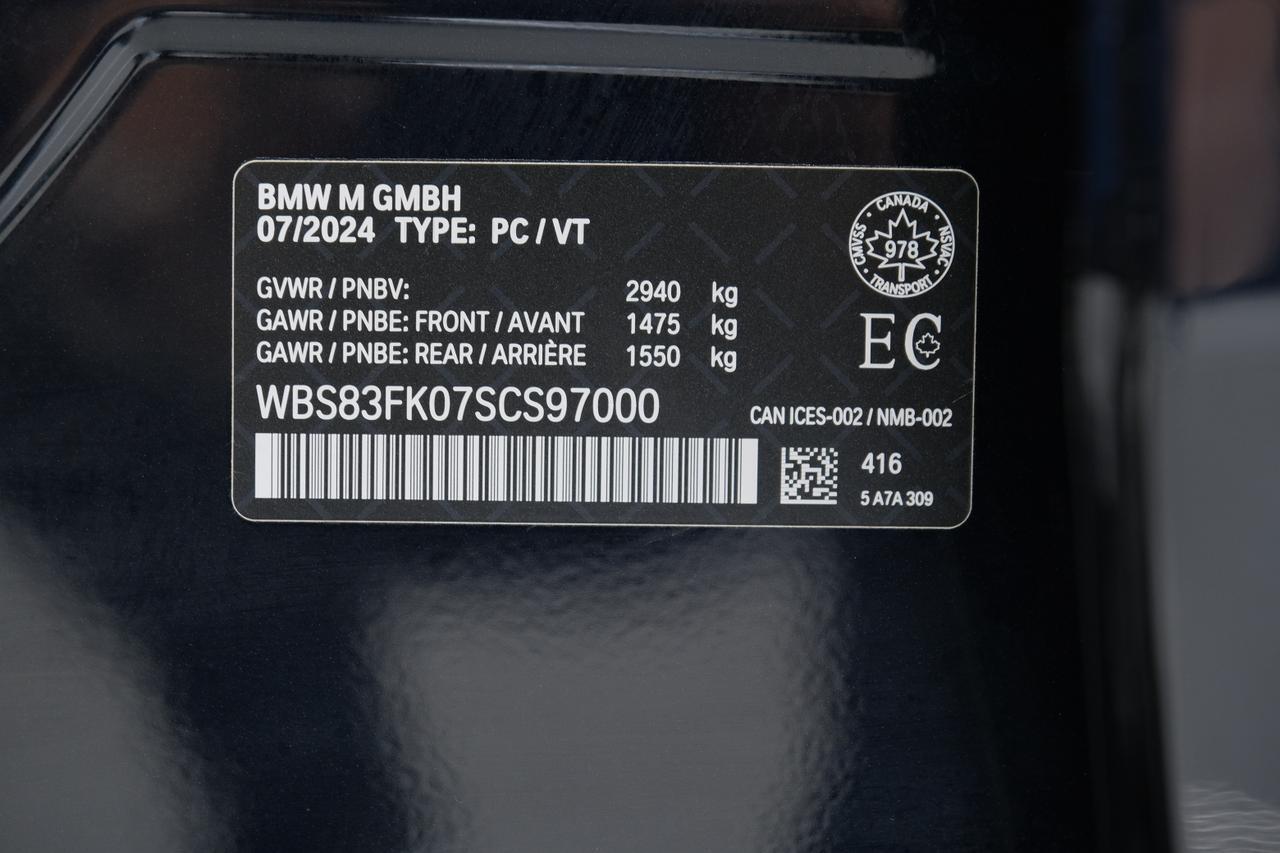 BMW M GMBH
07/2024 TYPE: PC / VT
GVWR / PNBV: 2940 kg
GAWR / PNBE: FRONT / AVANT 1475 kg
GAWR / PNBE: REAR / ARRIÈRE 1550 kg
WBS83FK07SCS97000
CANADA
CMVSS 978 NSVAC
TRANSPORT
EC
CAN ICES-002 / NMB-002
416
5 A7A 309